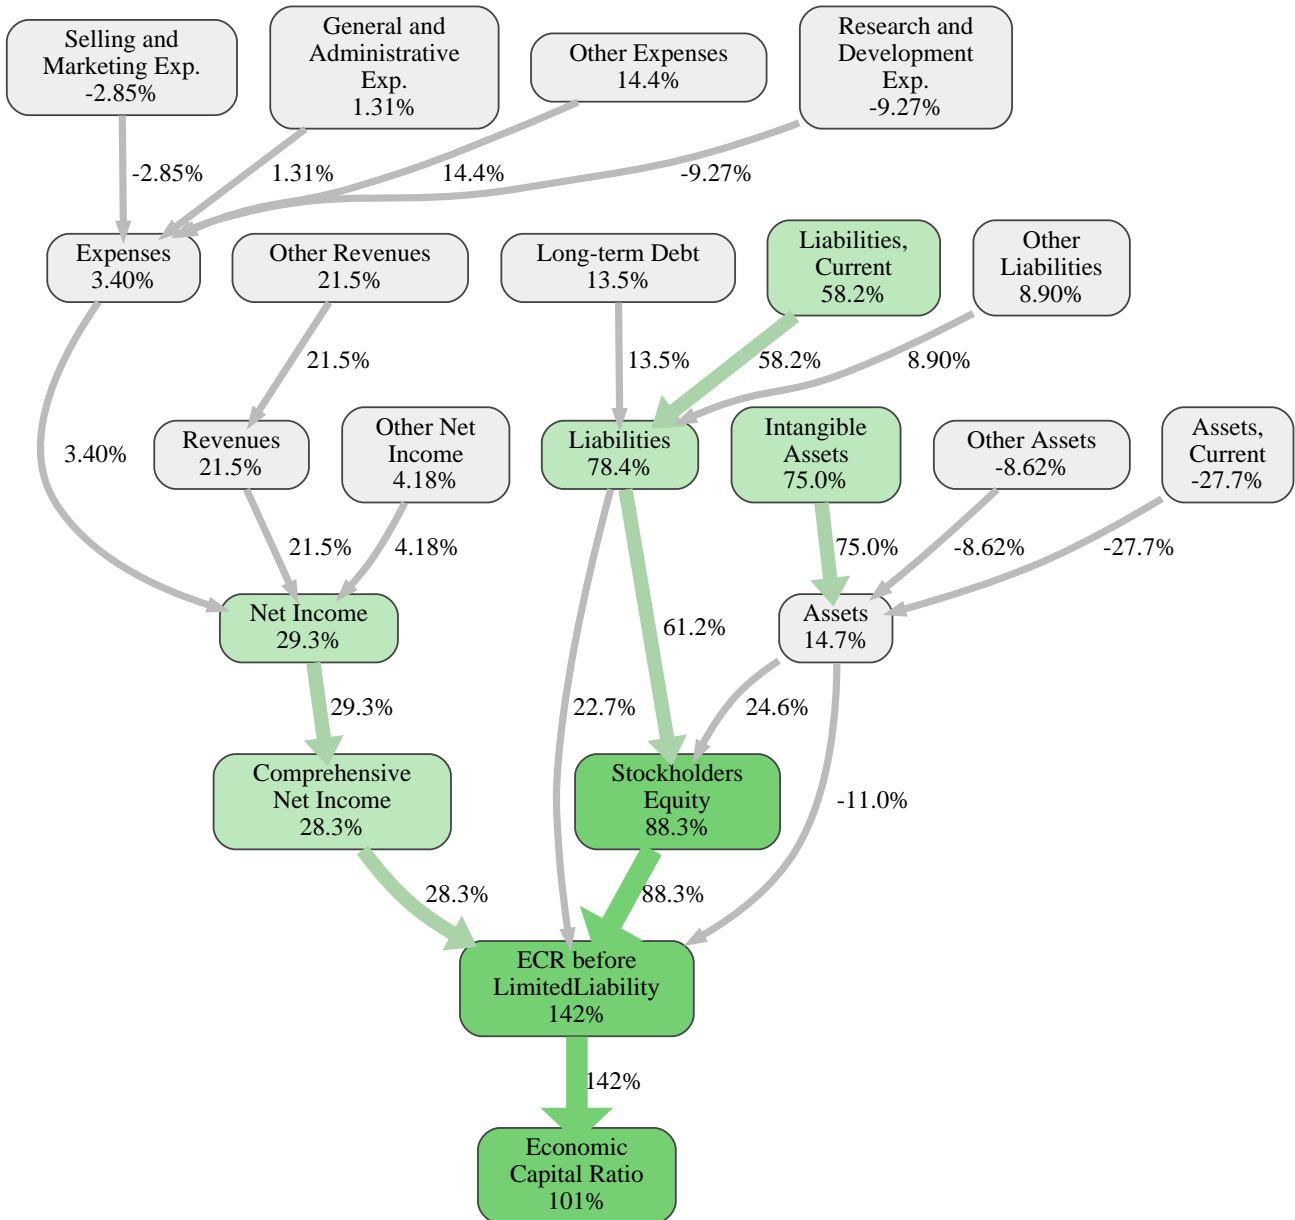 Selling and
Marketing Exp.
-2.85%
General and
Administrative
Exp.
1.31%
Other Expenses
14.4%
Research and
Development
Exp.
-9.27%
-2.85%
1.31%
14.4%
-9.27%
Expenses
3.40%
Other Revenues
21.5%
Long-term Debt
13.5%
Liabilities,
Current
58.2%
Other
Liabilities
8.90%
21.5%
13.5%
58.2%
8.90%
3.40%
Revenues
21.5%
Other Net
Income
4.18%
Liabilities
78.4%
Intangible
Assets
75.0%
Other Assets
-8.62%
Assets,
Current
-27.7%
21.5%
4.18%
75.0%
-8.62%
-27.7%
Net Income
29.3%
61.2%
Assets
14.7%
29.3%
22.7%
24.6%
Comprehensive
Net Income
28.3%
Stockholders
Equity
88.3%
-11.0%
28.3%
88.3%
ECR before
LimitedLiability
142%
142%
Economic
Capital Ratio
101%